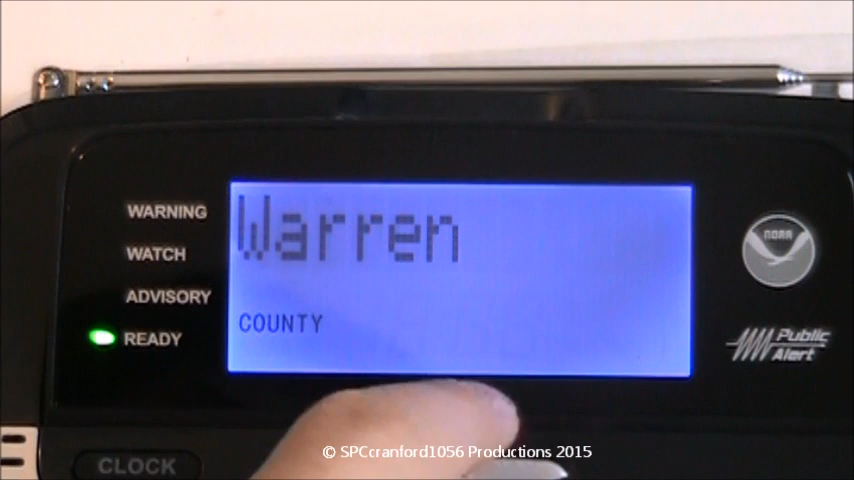 WARNING
WATCH
ADVISORY
READY
Warren
COUNTY
NOAA
Public
Alert
CLOCK
© SPCcranford1056 Productions 2015